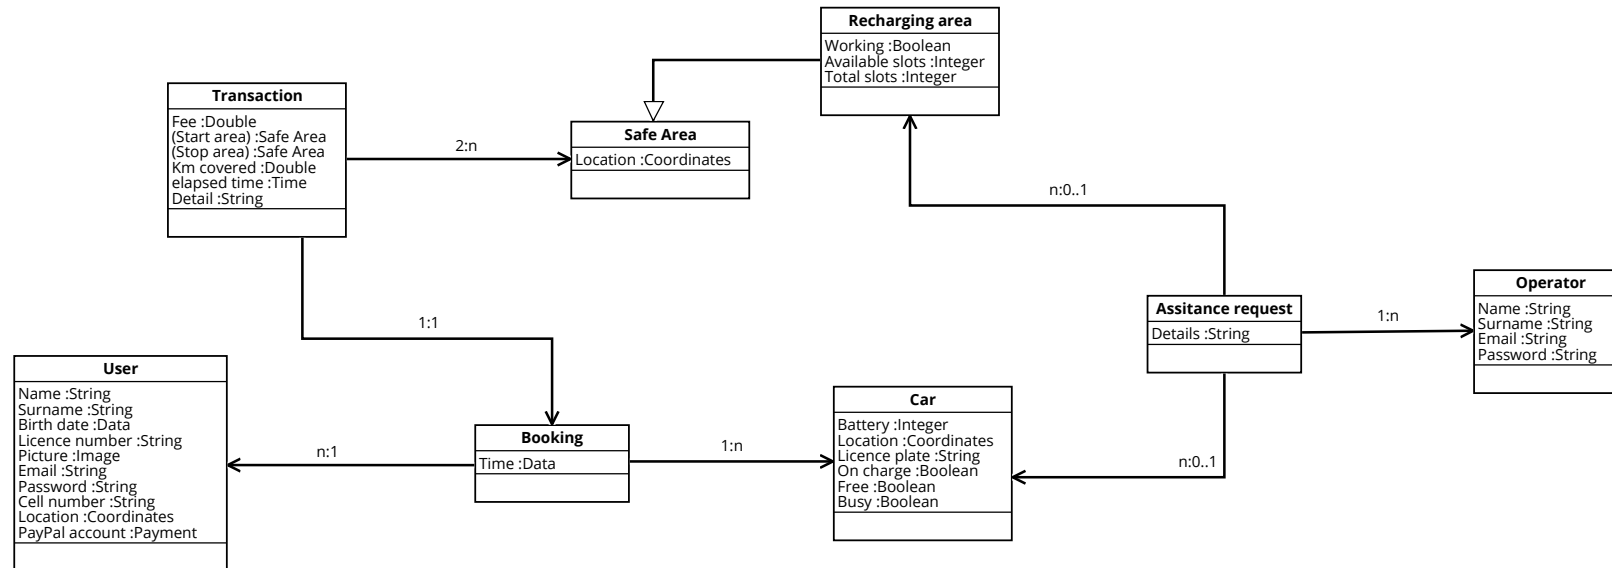 Recharging area
Working :Boolean
Available slots :Integer
Total slots :Integer
Transaction
Fee :Double
(Start area) :Safe Area
(Stop area) :Safe Area
Km covered :Double
elapsed time :Time
Detail :String
2:n
Safe Area
Location :Coordinates
n:0..1
Assitance request
Details :String
1:n
Operator
Name :String
Surname :String
Email :String
Password :String
1:1
User
Name :String
Surname :String
Birth date :Data
Licence number :String
Picture :Image
Email :String
Password :String
Cell number :String
Location :Coordinates
PayPal account :Payment
n:1
Booking
Time :Data
1:n
Car
Battery :Integer
Location :Coordinates
Licence plate :String
On charge :Boolean
Free :Boolean
Busy :Boolean
n:0..1